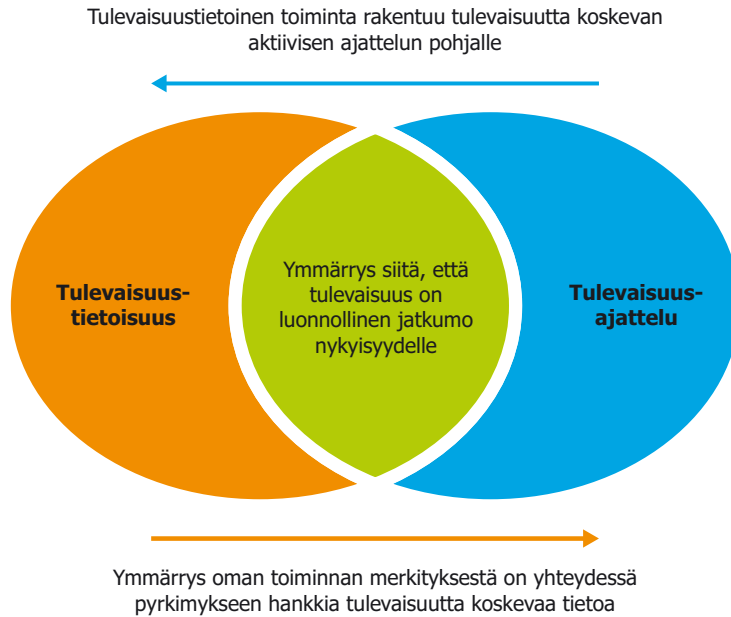 Tulevaisuustietoinen toiminta rakentuu tulevaisuutta koskevan
aktiivisen ajattelun pohjalle
Tulevaisuus-
tietoisuus
Ymmärrys siitä, että
tulevaisuus on
luonnollinen jatkumo
nykyisyydelle
Tulevaisuus-
ajattelu
Ymmärrys oman toiminnan merkityksestä on yhteydessä
pyrkimykseen hankkia tulevaisuutta koskevaa tietoa